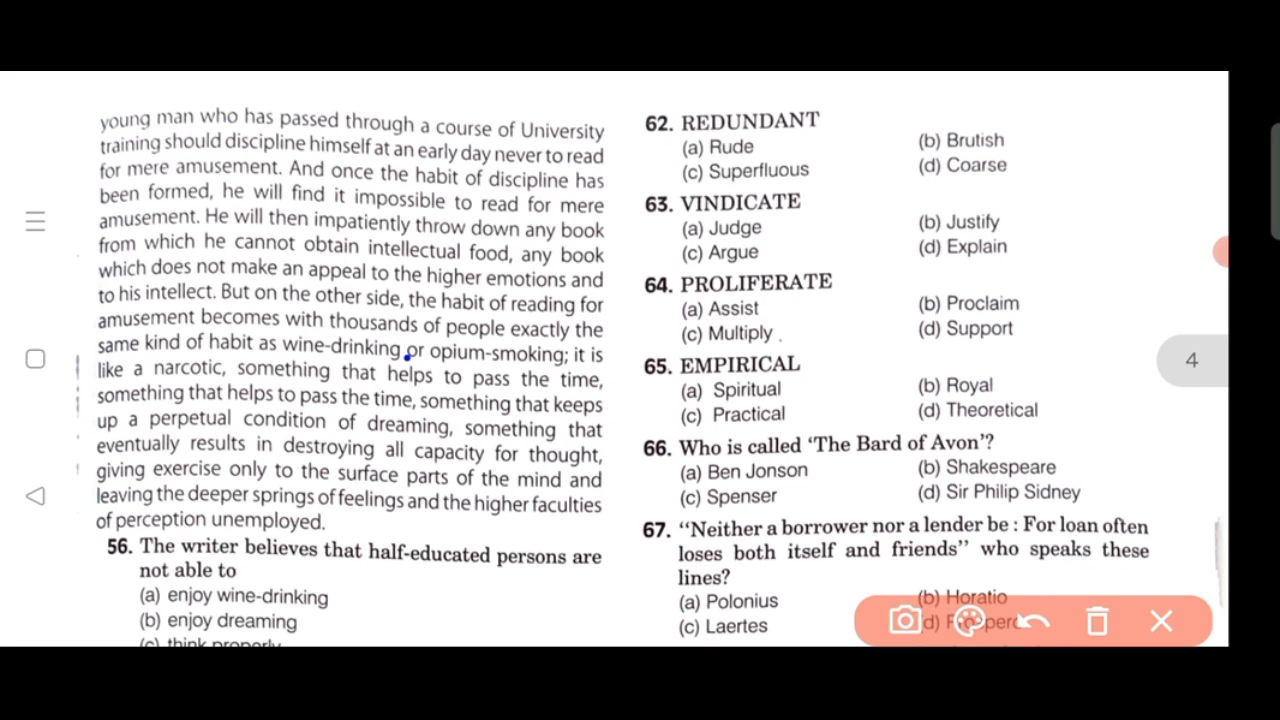 young man who has passed through a course of University
training should discipline himself at an early day never to read
for mere amusement. And once the habit of discipline has
been formed, he will find it impossible to read for mere
amusement. He will then impatiently throw down any book
from which he cannot obtain intellectual food, any book
which does not make an appeal to the higher emotions and
to his intellect. But on the other side, the habit of reading for
amusement becomes with thousands of people exactly the
same kind of habit as wine-drinking or opium-smoking; it is
like a narcotic, something that helps to pass the time,
something that helps to pass the time, something that keeps
up a perpetual condition of dreaming, something that
eventually results in destroying all capacity for thought,
giving exercise only to the surface parts of the mind and
leaving the deeper springs of feelings and the higher faculties
of perception unemployed.
56. The writer believes that half-educated persons are
not able to
(a) enjoy wine-drinking
(b) enjoy dreaming
(c) think properly
62. REDUNDANT
(a) Rude (b) Brutish
(c) Superfluous (d) Coarse
63. VINDICATE
(a) Judge (b) Justify
(c) Argue (d) Explain
64. PROLIFERATE
(a) Assist (b) Proclaim
(c) Multiply . (d) Support
65. EMPIRICAL
(a) Spiritual (b) Royal
(c) Practical (d) Theoretical
66. Who is called 'The Bard of Avon'?
(a) Ben Jonson (b) Shakespeare
(c) Spenser (d) Sir Philip Sidney
67. "Neither a borrower nor a lender be : For loan often
loses both itself and friends" who speaks these
lines?
(a) Polonius (b) Horatio
(c) Laertes (d)
4